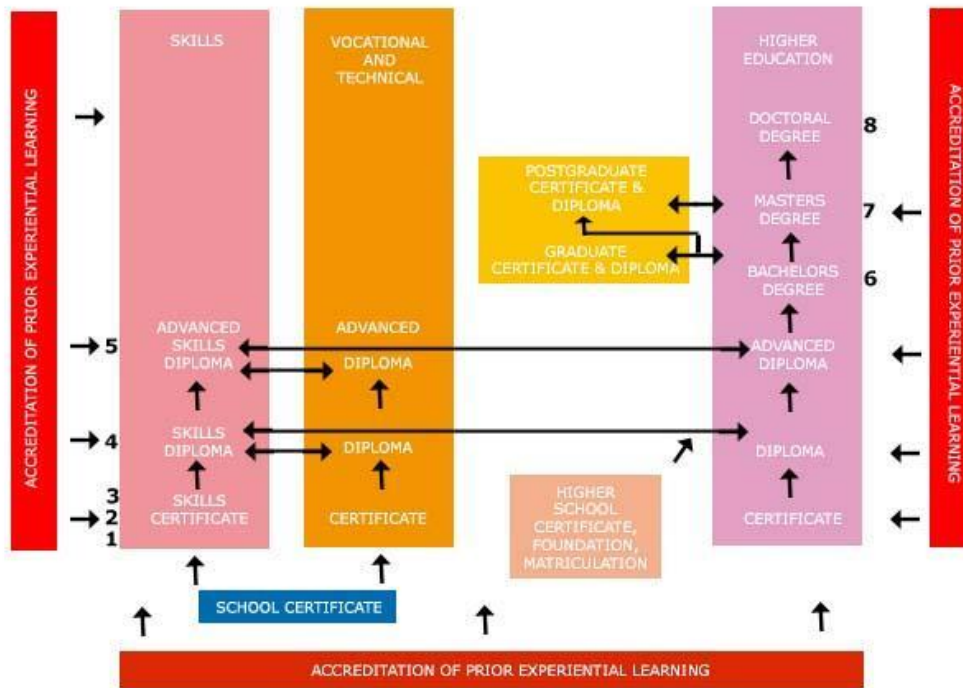 ACCREDITATION OF PRIOR EXPERIENTIAL LEARNING
SKILLS
ADVANCED
SKILLS
DIPLOMA
SKILLS
DIPLOMA
SKILLS
CERTIFICATE
5
4
3
2
1
VOCATIONAL
AND
TECHNICAL
ADVANCED
DIPLOMA
DIPLOMA
CERTIFICATE
POSTGRADUATE
CERTIFICATE &
DIPLOMA
GRADUATE
CERTIFICATE & DIPLOMA
HIGHER
SCHOOL
CERTIFICATE,
FOUNDATION,
MATRICULATION
HIGHER
EDUCATION
DOCTORAL
DEGREE
MASTERS
DEGREE
BACHELORS
DEGREE
ADVANCED
DIPLOMA
DIPLOMA
CERTIFICATE
8
7
6
ACCREDITATION OF PRIOR EXPERIENTIAL LEARNING
SCHOOL CERTIFICATE
ACCREDITATION OF PRIOR EXPERIENTIAL LEARNING